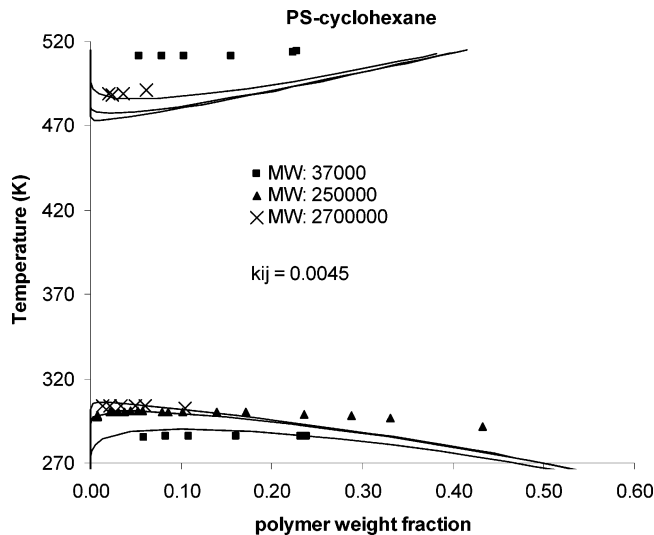 PS-cyclohexane
520
470
420
370
320
270
Temperature (K)
MW: 37000
MW: 250000
MW: 2700000
kij = 0.0045
0.00 0.10 0.20 0.30 0.40 0.50 0.60
polymer weight fraction